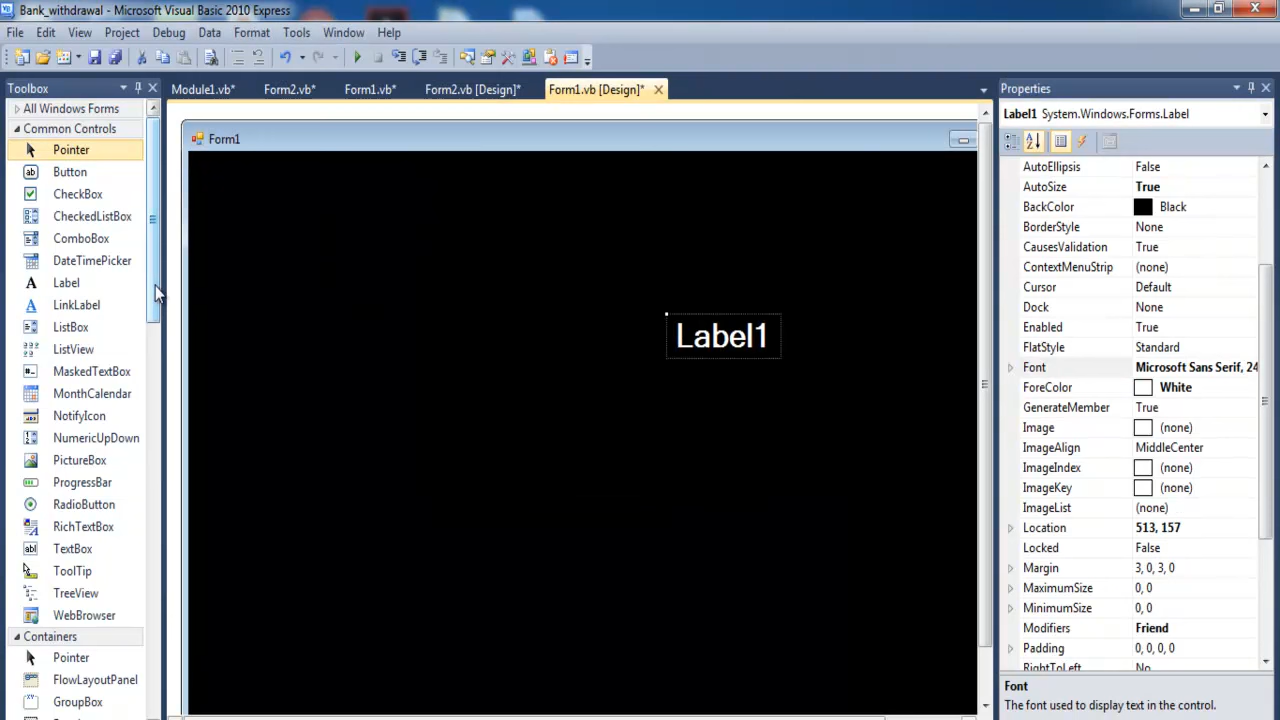 Bank_withdrawal - Microsoft Visual Basic 2010 Express
File Edit View Project Debug Data Format Tools Window Help
Toolbox
Module1.vb* Form2.vb* Form1.vb* Form2.vb [Design]* Form1.vb [Design]*
Properties
All Windows Forms
Common Controls
Pointer
Button
CheckBox
CheckedListBox
ComboBox
DateTimePicker
Label
LinkLabel
ListBox
ListView
MaskedTextBox
MonthCalendar
NotifyIcon
NumericUpDown
PictureBox
ProgressBar
RadioButton
RichTextBox
TextBox
ToolTip
TreeView
WebBrowser
Containers
Pointer
FlowLayoutPanel
GroupBox
Form1
Label1
Label1 System.Windows.Forms.Label
AutoEllipsis False
AutoSize True
BackColor Black
BorderStyle None
CausesValidation True
ContextMenuStrip (none)
Cursor Default
Dock None
Enabled True
FlatStyle Standard
Font Microsoft Sans Serif, 24
ForeColor White
GenerateMember True
Image (none)
ImageAlign MiddleCenter
ImageIndex (none)
ImageKey (none)
ImageList (none)
Location 513, 157
Locked False
Margin 3, 0, 3, 0
MaximumSize 0, 0
MinimumSize 0, 0
Modifiers Friend
Padding 0, 0, 0, 0
RightToLeft No
Font
The font used to display text in the control.